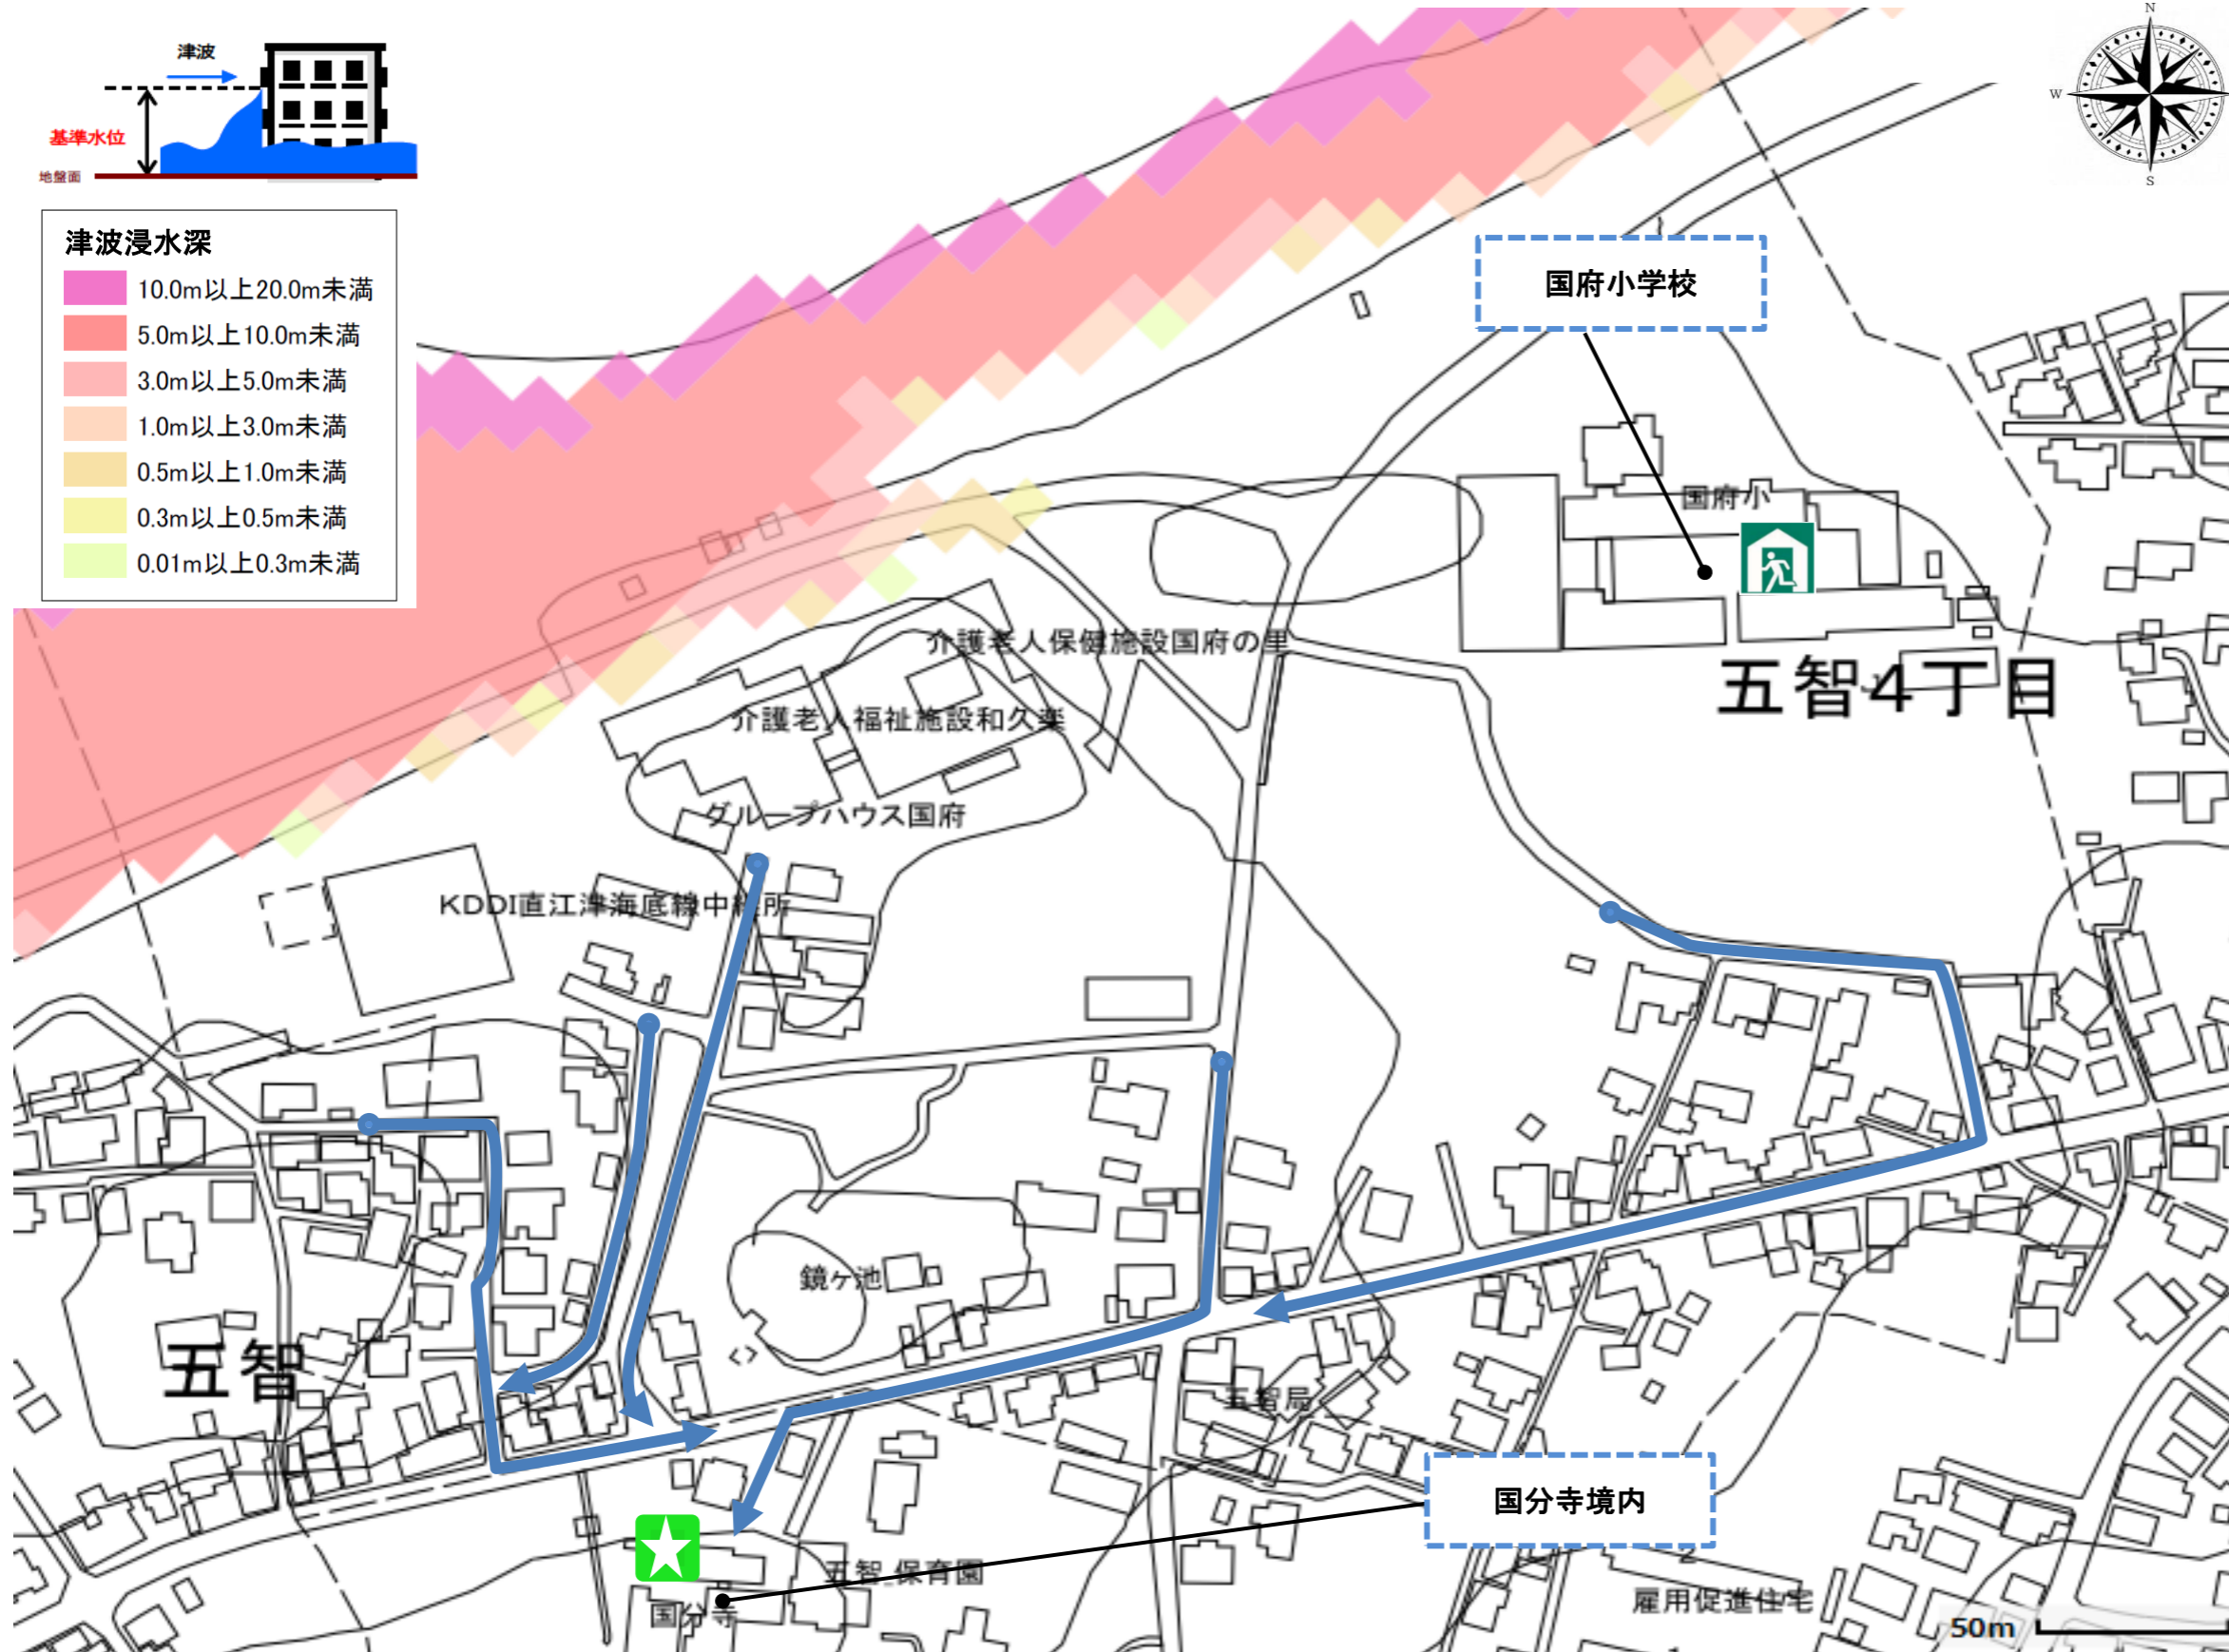 N
W
S
津波
基準水位
地盤面
津波浸水深
10.0m以上20.0m未満
5.0m以上10.0m未満
3.0m以上5.0m未満
1.0m以上3.0m未満
0.5m以上1.0m未満
0.3m以上0.5m未満
0.01m以上0.3m未満
国府小学校
国府小
介護老人保健施設国府の里
五智4丁目
介護老人福祉施設和久楽
グループハウス国府
KDDI直江津海底線中継所
鏡ヶ池
五智
五智局
国分寺境内
五智_保育園
国分寺
2
雇用促進住宅
50m